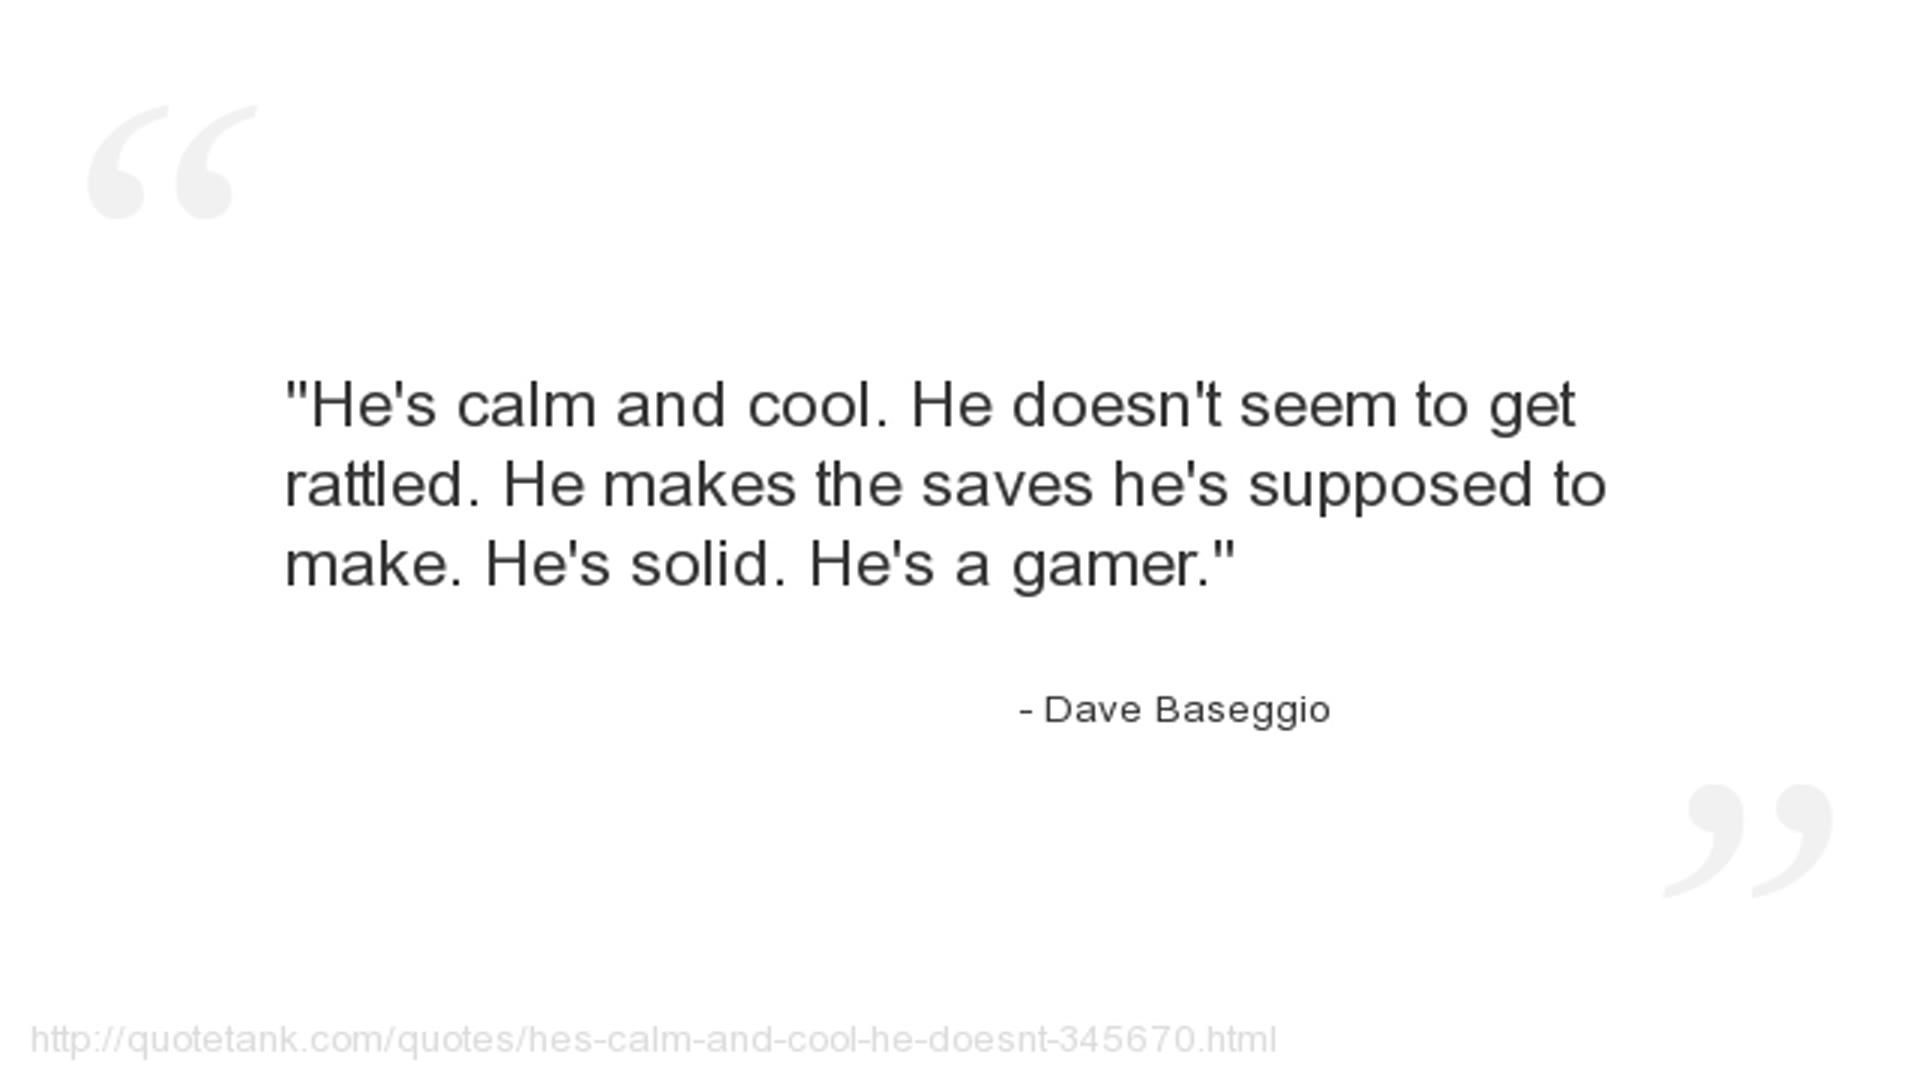 "He's calm and cool. He doesn't seem to get
rattled. He makes the saves he's supposed to
make. He's solid. He's a gamer."
- Dave Baseggio
http://quotetank.com/quotes/hes-calm-and-cool-he-doesnt-345670.html